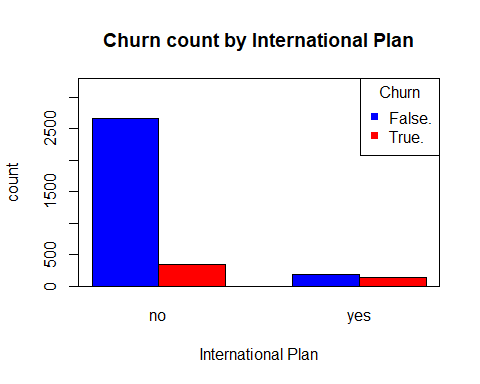 Churn count by International Plan
Churn
False.
True.
2500
1500
500
0
count
no
yes
International Plan